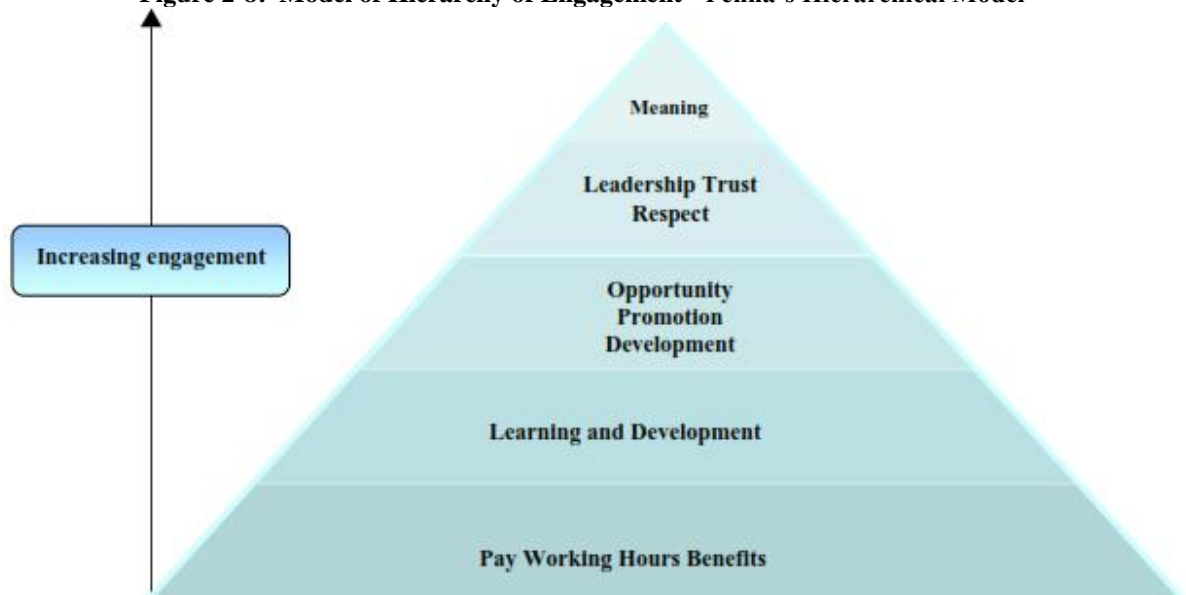 Model of Hierarchy of Engagement Penna's Hierarchical Model
Meaning
Leadership Trust
Respect
Increasing engagement
Opportunity
Promotion
Development
Learning and Development
Pay Working Hours Benefits